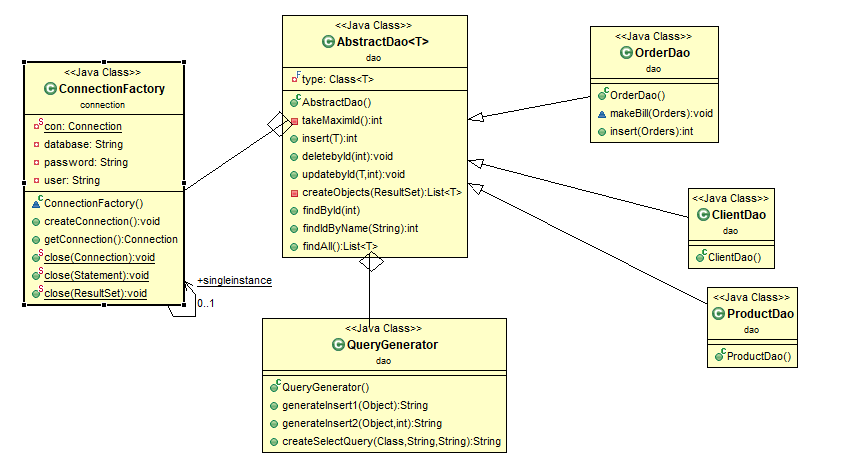 <<Java Class>>
ConnectionFactory
connection
con: Connection
database: String
password: String
user: String
ConnectionFactory()
createConnection():void
getConnection():Connection
close(Connection):void
close(Statement):void
close(ResultSet):void
+singleinstance
0..1
<<Java Class>>
AbstractDao<T>
dao
type: Class<T>
AbstractDao()
takeMaximId():int
insert(T):int
deletebyId(int):void
updatebyId(T,int):void
createObjects(ResultSet):List<T>
findById(int)
findIdByName(String):int
findAll():List<T>
<<Java Class>>
QueryGenerator
dao
QueryGenerator()
generateInsert1(Object):String
generateInsert2(Object,int):String
createSelectQuery(Class,String,String):String
<<Java Class>>
OrderDao
dao
OrderDao()
makeBill(Orders):void
insert(Orders):int
<<Java Class>>
ClientDao
dao
ClientDao()
<<Java Class>>
ProductDao
dao
ProductDao()